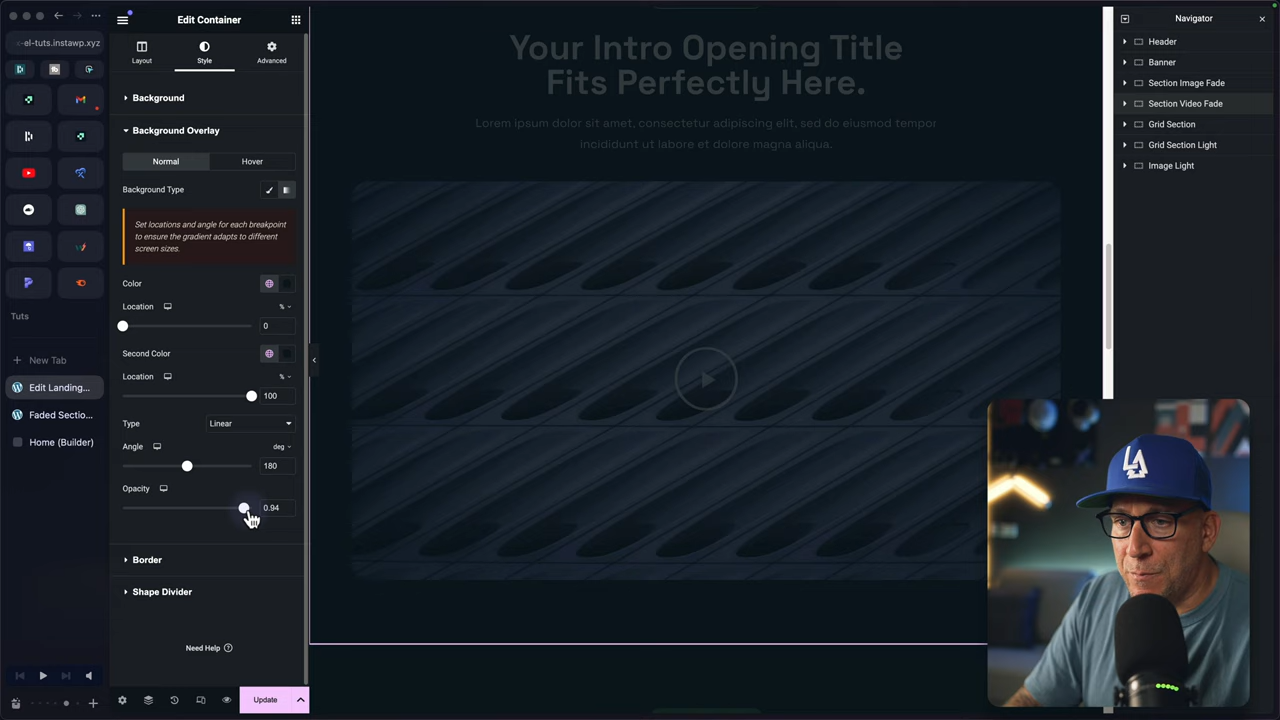 Edit Container
el-tuts.instawp.xyz
Layout
Style
Advanced
Background
Background Overlay
Normal
Hover
Background Type
Set locations and angle for each breakpoint
to ensure the gradient adapts to different
screen sizes.
Color
Location
%
0
Second Color
Location
%
100
Type
Linear
Angle
deg
180
Opacity
0.94
Border
Shape Divider
Need Help
Update
Tuts
New Tab
Edit Landing...
Faded Sectio...
Home (Builder)
Your Intro Opening Title
Fits Perfectly Here.
Lorem ipsum dolor sit amet, consectetur adipiscing elit, sed do eiusmod tempor
incididunt ut labore et dolore magna aliqua.
Navigator
Header
Banner
Section Image Fade
Section Video Fade
Grid Section
Grid Section Light
Image Light
LA